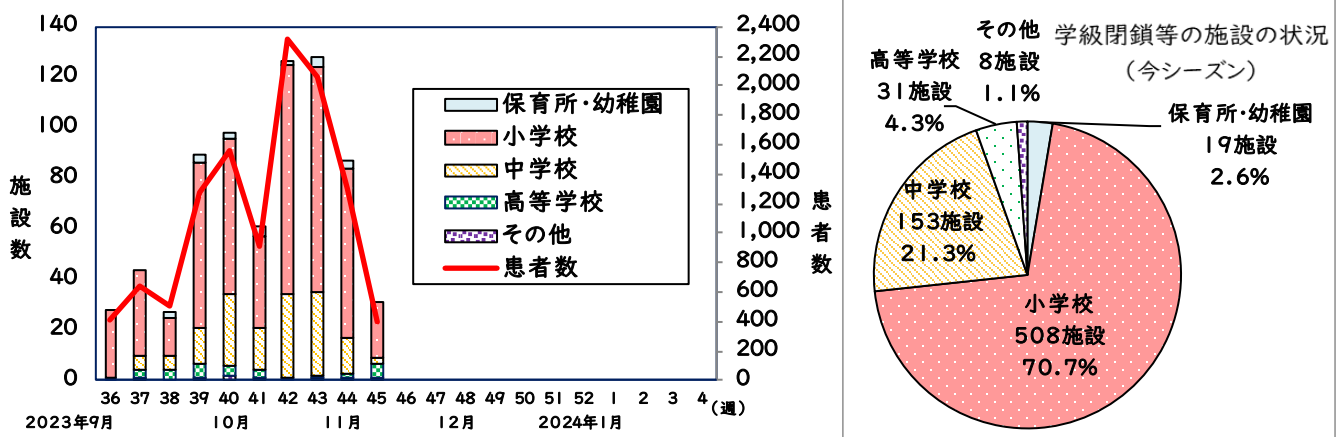 140
120
100
80
60
40
20
0
施設数
2,400
2,200
2,000
1,800
1,600
1,400
1,200
1,000
800
600
400
200
0
患者数
保育所・幼稚園
小学校
中学校
高等学校
その他
患者数
36 37 38 39 40 41 42 43 44 45 46 47 48 49 50 51 52 1 2 3 4 (週)
2023年9月 10月 11月 12月 2024年1月
学級閉鎖等の施設の状況
(今シーズン)
その他
8施設
1.1%
高等学校
31施設
4.3%
保育所・幼稚園
19施設
2.6%
中学校
153施設
21.3%
小学校
508施設
70.7%